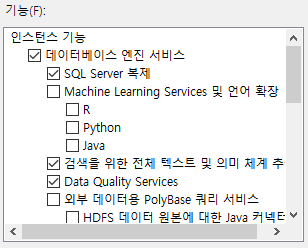 기능(F):
인스턴스 기능
데이터베이스 엔진 서비스
SQL Server 복제
Machine Learning Services 및 언어 확장
R
Python
Java
검색을 위한 전체 텍스트 및 의미 체계 추
Data Quality Services
외부 데이터용 PolyBase 쿼리 서비스
HDFS 데이터 원본에 대한 Java 커넥터